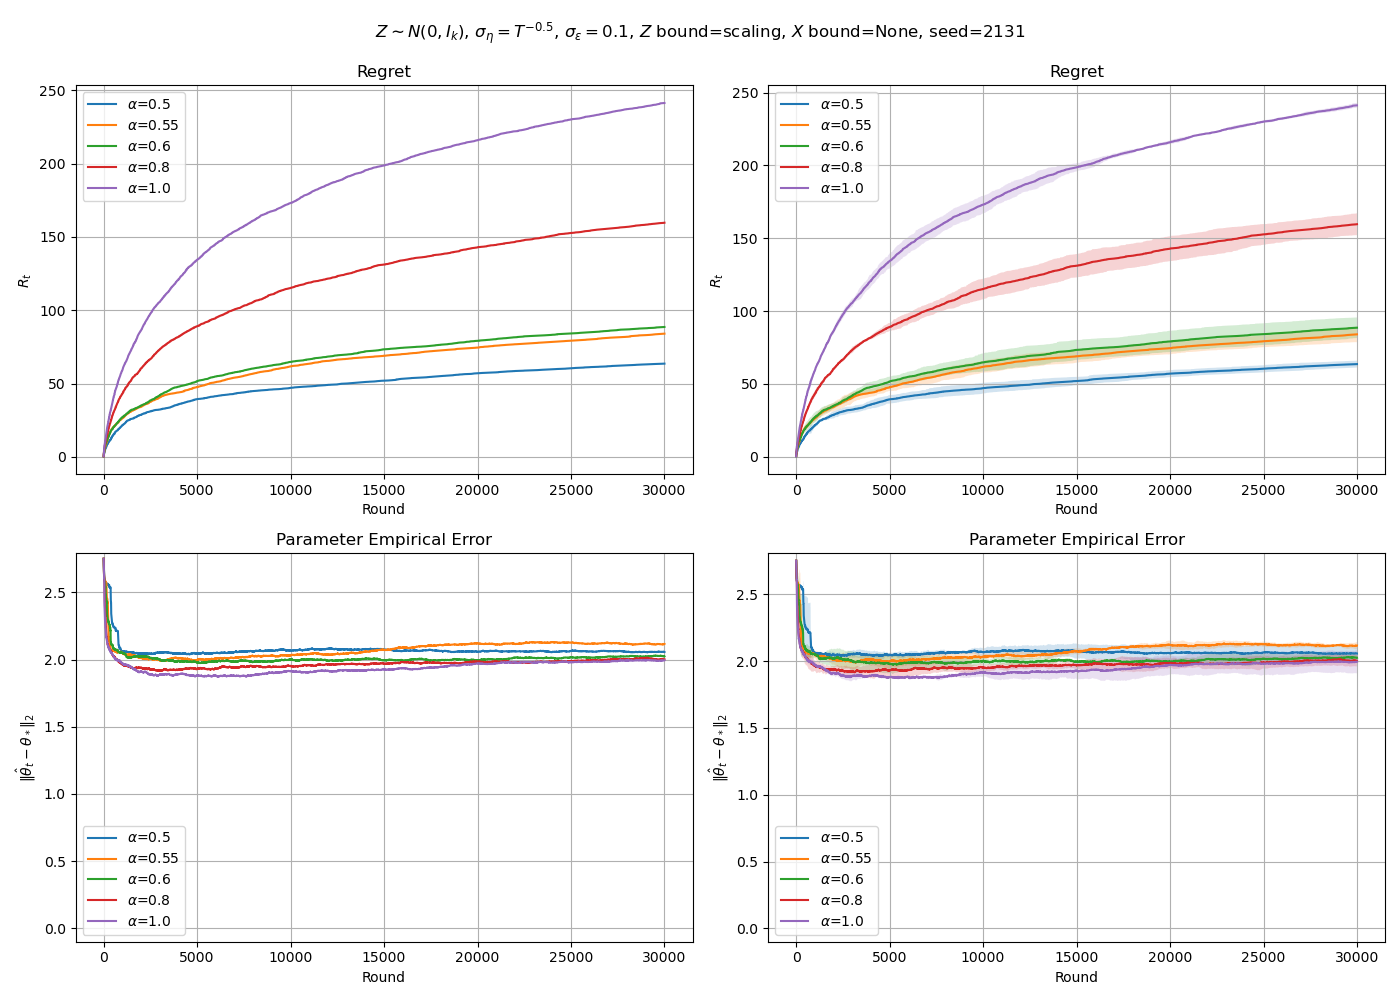 Z ∼ N(0, I_k), σ_η = T^{−0.5}, σ_ε = 0.1, Z bound=scaling, X bound=None, seed=2131
Regret
R_t
250
200
150
100
50
0
α=0.5
α=0.55
α=0.6
α=0.8
α=1.0
0 5000 10000 15000 20000 25000 30000
Round
Regret
R_t
250
200
150
100
50
0
α=0.5
α=0.55
α=0.6
α=0.8
α=1.0
0 5000 10000 15000 20000 25000 30000
Round
Parameter Empirical Error
‖θ̂_t − θ_*‖_2
2.5
2.0
1.5
1.0
0.5
0.0
α=0.5
α=0.55
α=0.6
α=0.8
α=1.0
0 5000 10000 15000 20000 25000 30000
Round
Parameter Empirical Error
‖θ̂_t − θ_*‖_2
2.5
2.0
1.5
1.0
0.5
0.0
α=0.5
α=0.55
α=0.6
α=0.8
α=1.0
0 5000 10000 15000 20000 25000 30000
Round